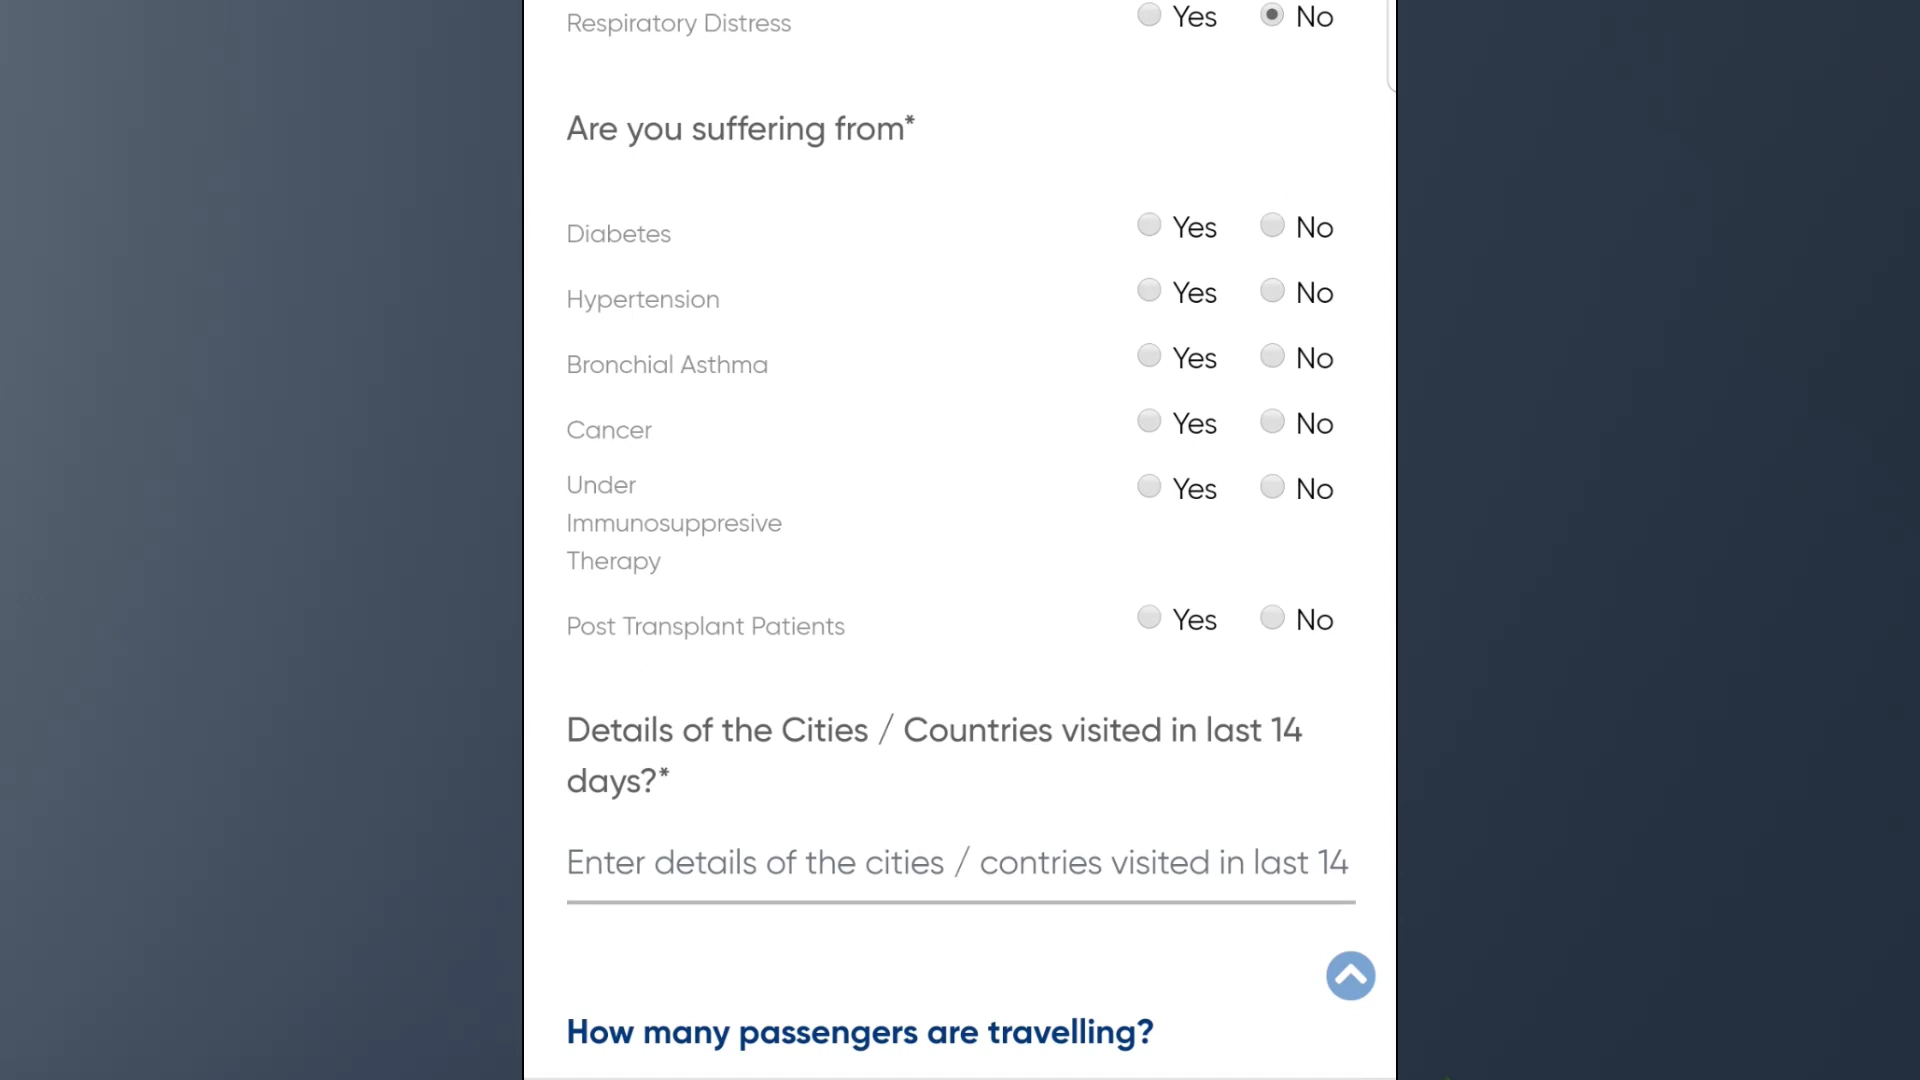 Respiratory Distress Yes No
Are you suffering from*
Diabetes Yes No
Hypertension Yes No
Bronchial Asthma Yes No
Cancer Yes No
Under Yes No
Immunosuppresive
Therapy
Post Transplant Patients Yes No
Details of the Cities / Countries visited in last 14
days?*
Enter details of the cities / contries visited in last 14
How many passengers are travelling?